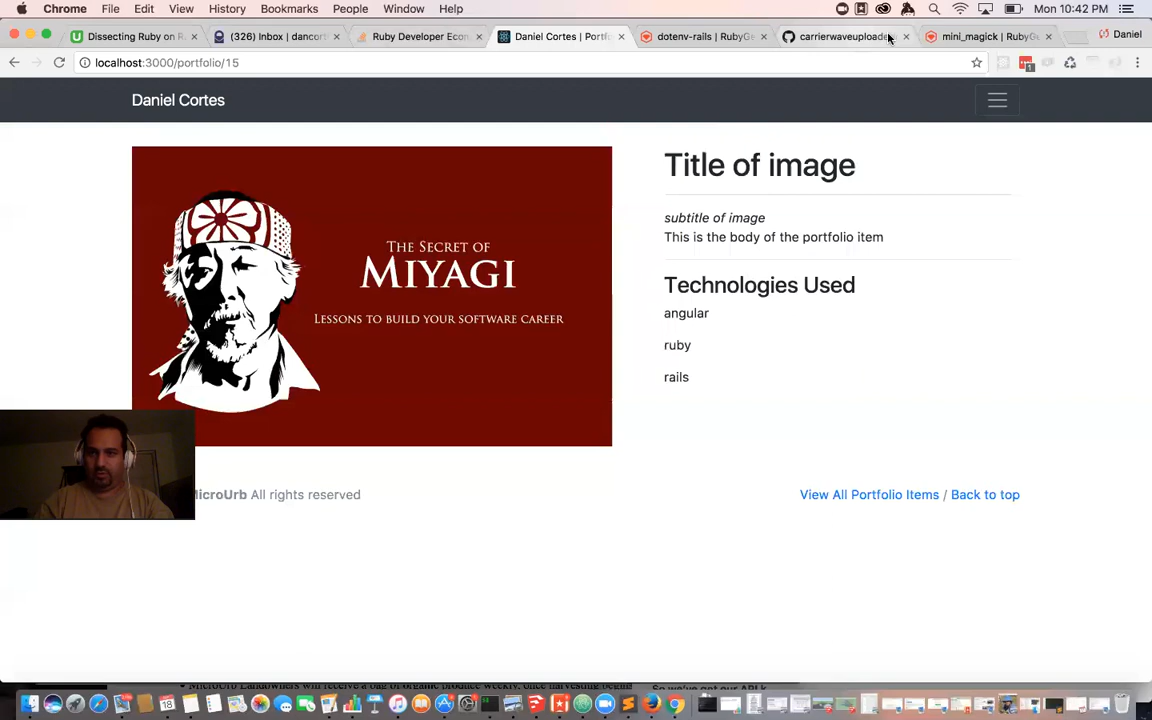 Chrome File Edit View History Bookmarks People Window Help Mon 10:42 PM
Dissecting Ruby on R (326) Inbox | dancort Ruby Developer Econ Daniel Cortes | Portf dotenv-rails | RubyGe carrierwaveuploade mini_magick | RubyGe Daniel
localhost:3000/portfolio/15
Daniel Cortes
Title of image
The Secret of
Miyagi
Lessons to build your software career
subtitle of image
This is the body of the portfolio item
Technologies Used
angular
ruby
rails
MicroUrb All rights reserved
View All Portfolio Items / Back to top